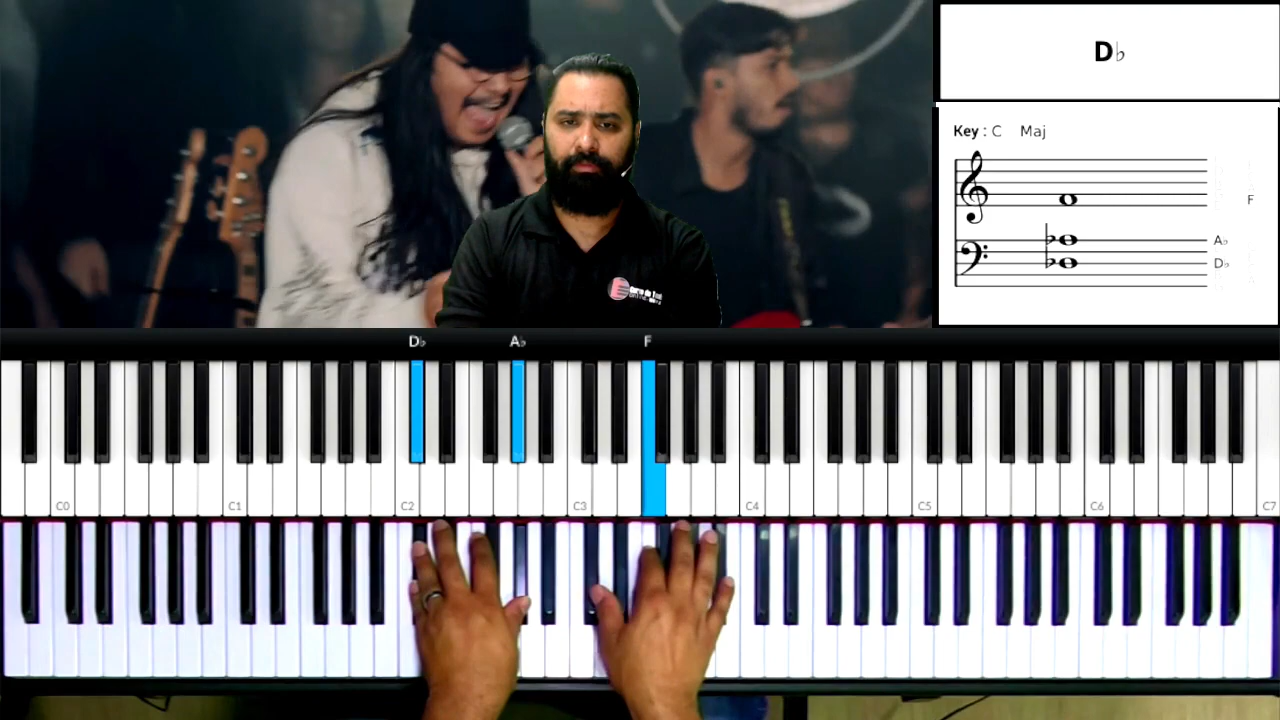 D♭
Key : C Maj
F
A♭
D♭
D♭ A♭ F
C0 C1 C2 C3 C4 C5 C6 C7